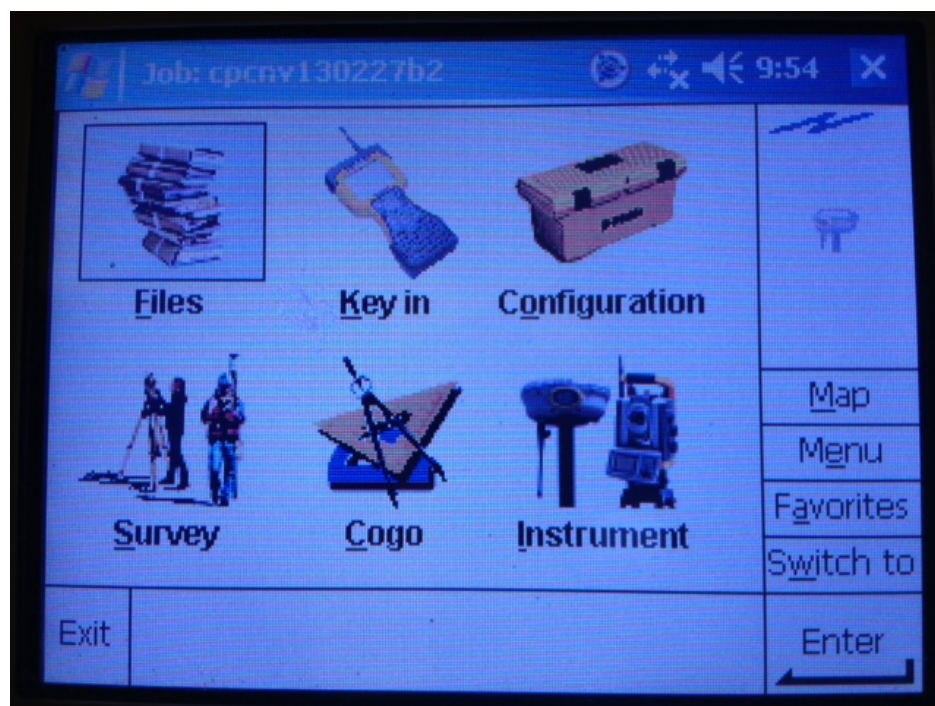 Job: cpcnv130227b2 9:54
Files Key in Configuration
Survey Cogo Instrument
Map
Menu
Favorites
Switch to
Exit
Enter